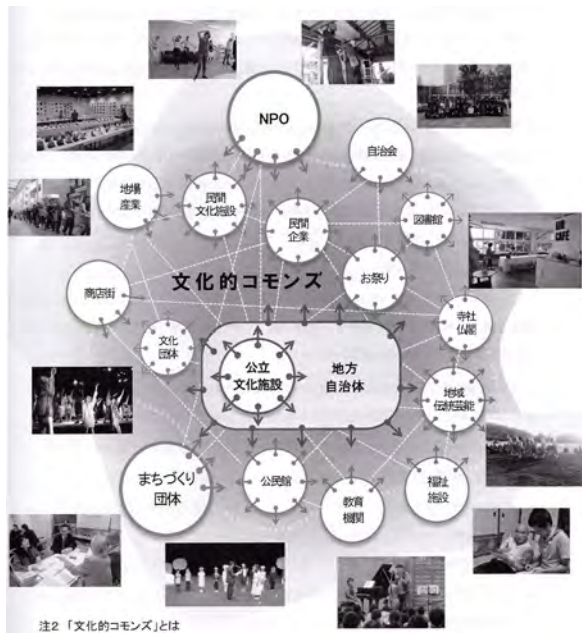 NPO
自治会
地場
産業
民間
文化施設
民間
企業
図書館
お祭り
文化的コモンズ
商店街
寺社
仏閣
文化
団体
公立
文化施設
地方
自治体
地域
伝統芸能
まちづくり
団体
公民館
教育
機関
福祉
施設
注2 「文化的コモンズ」とは